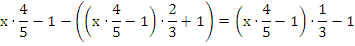 x·4/5 − 1 − ((x·4/5 − 1)·2/3 + 1) = (x·4/5 − 1)·1/3 − 1